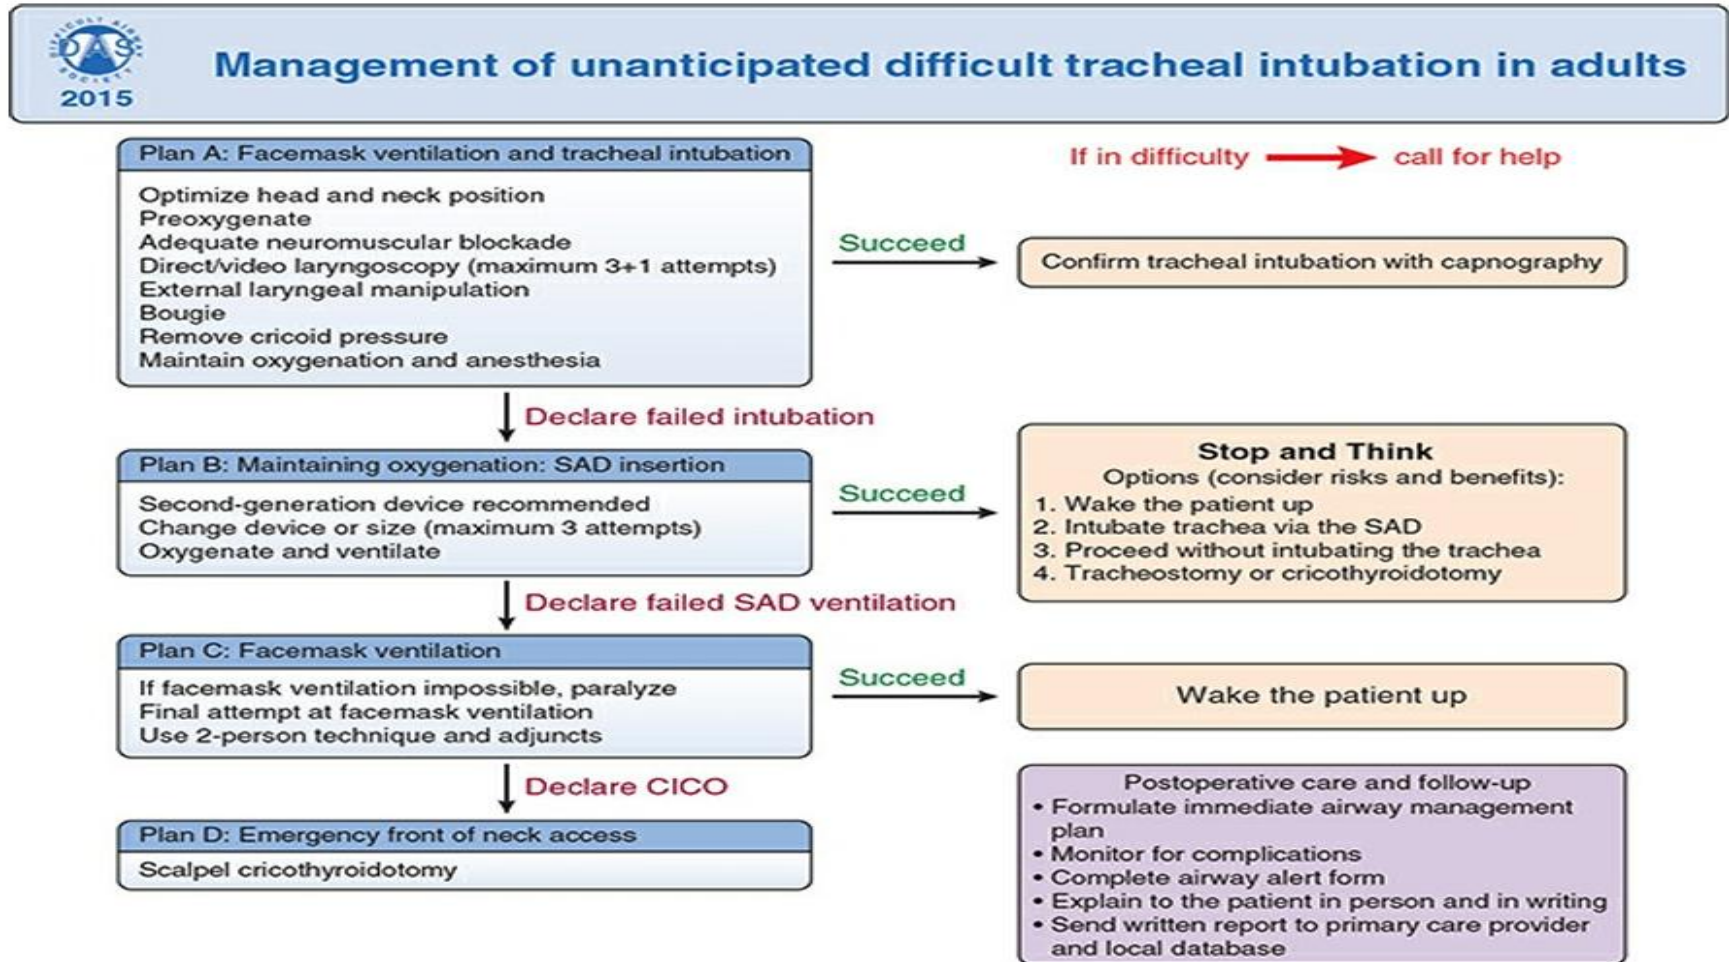 DIFFICULT AIRWAY
DAS
SOCIETY
2015
Management of unanticipated difficult tracheal intubation in adults
Plan A: Facemask ventilation and tracheal intubation
Optimize head and neck position
Preoxygenate
Adequate neuromuscular blockade
Direct/video laryngoscopy (maximum 3+1 attempts)
External laryngeal manipulation
Bougie
Remove cricoid pressure
Maintain oxygenation and anesthesia
If in difficulty
call for help
Succeed
Confirm tracheal intubation with capnography
Declare failed intubation
Plan B: Maintaining oxygenation: SAD insertion
Second-generation device recommended
Change device or size (maximum 3 attempts)
Oxygenate and ventilate
Succeed
Stop and Think
Options (consider risks and benefits):
1. Wake the patient up
2. Intubate trachea via the SAD
3. Proceed without intubating the trachea
4. Tracheostomy or cricothyroidotomy
Declare failed SAD ventilation
Plan C: Facemask ventilation
If facemask ventilation impossible, paralyze
Final attempt at facemask ventilation
Use 2-person technique and adjuncts
Succeed
Wake the patient up
Declare CICO
Plan D: Emergency front of neck access
Scalpel cricothyroidotomy
Postoperative care and follow-up
• Formulate immediate airway management
plan
• Monitor for complications
• Complete airway alert form
• Explain to the patient in person and in writing
• Send written report to primary care provider
and local database